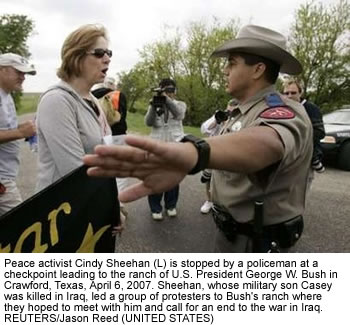 ar
Peace activist Cindy Sheehan (L) is stopped by a policeman at a
checkpoint leading to the ranch of U.S. President George W. Bush in
Crawford, Texas, April 6, 2007. Sheehan, whose military son Casey
was killed in Iraq, led a group of protesters to Bush's ranch where
they hoped to meet with him and call for an end to the war in Iraq.
REUTERS/Jason Reed (UNITED STATES)